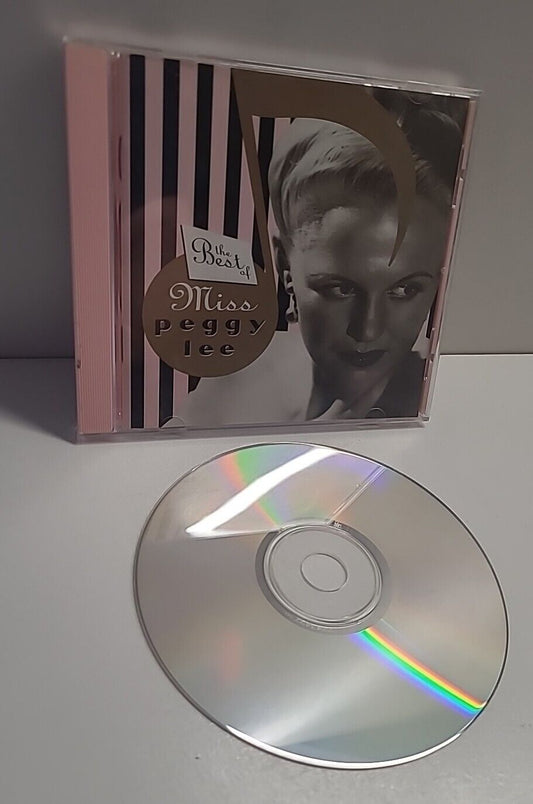 the
Best
of
Miss
peggy
lee